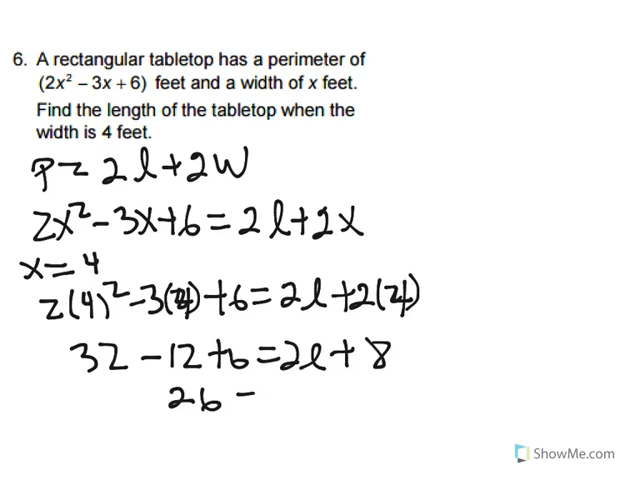 6. A rectangular tabletop has a perimeter of
(2x² – 3x + 6) feet and a width of x feet.
Find the length of the tabletop when the
width is 4 feet.
P = 2l + 2W
2x² - 3x + 6 = 2l + 2x
x = 4
2(4)² - 3(4) + 6 = 2l + 2(4)
32 - 12 + 6 = 2l + 8
26 =
ShowMe.com